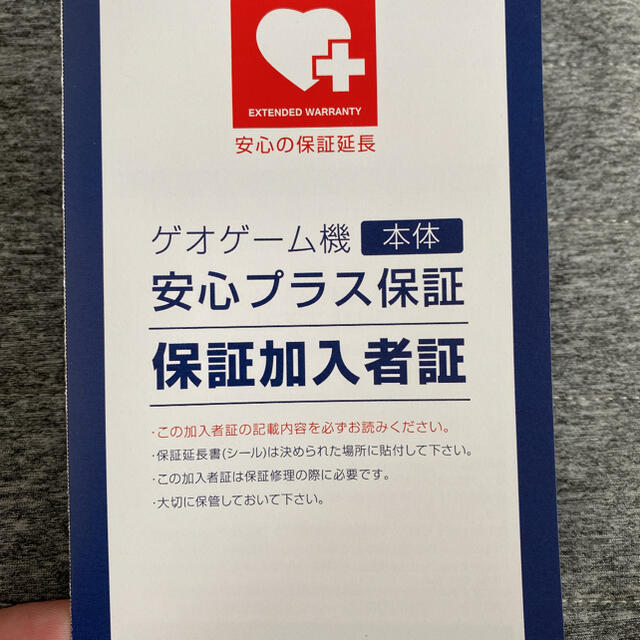 EXTENDED WARRANTY
安心の保証延長
ゲオゲーム機 本体
安心プラス保証
保証加入者証
・この加入者証の記載内容を必ずお読みください。
・保証延長書(シール)は決められた場所に貼付して下さい。
・この加入者証は保証修理の際に必要です。
・大切に保管しておいて下さい。